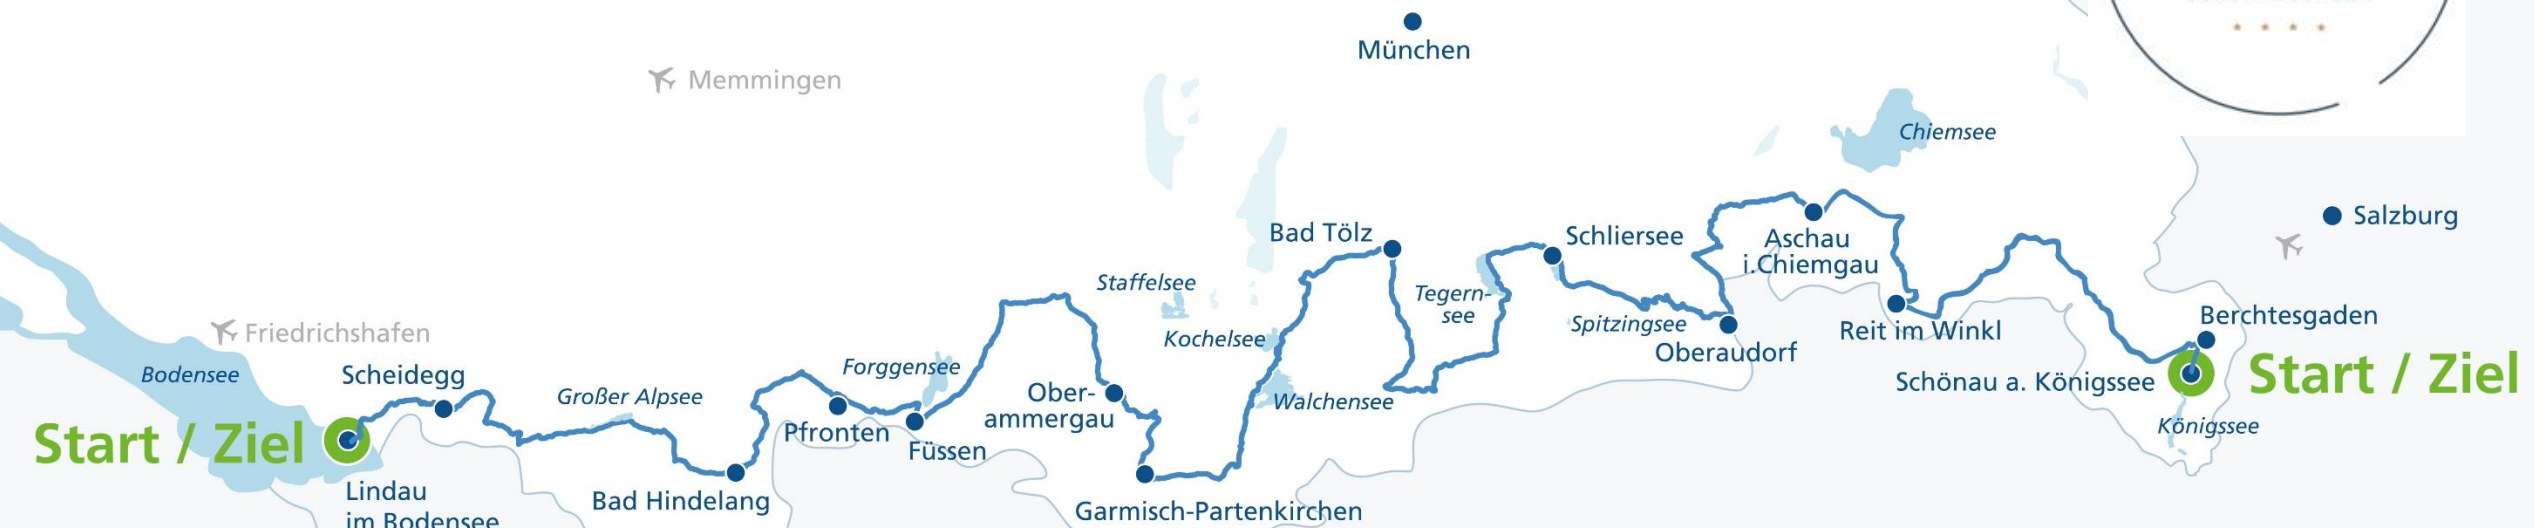 München
Memmingen
Chiemsee
Salzburg
Bad Tölz
Schliersee
Aschau
i.Chiemgau
Staffelsee
Tegern-
see
Berchtesgaden
Friedrichshafen
Kochelsee
Spitzingsee
Reit im Winkl
Oberaudorf
Bodensee
Scheidegg
Forggensee
Schönau a. Königssee
Start / Ziel
Großer Alpsee
Ober-
ammergau
Walchensee
Königssee
Start / Ziel
Pfronten
Füssen
Lindau
im Bodensee
Bad Hindelang
Garmisch-Partenkirchen